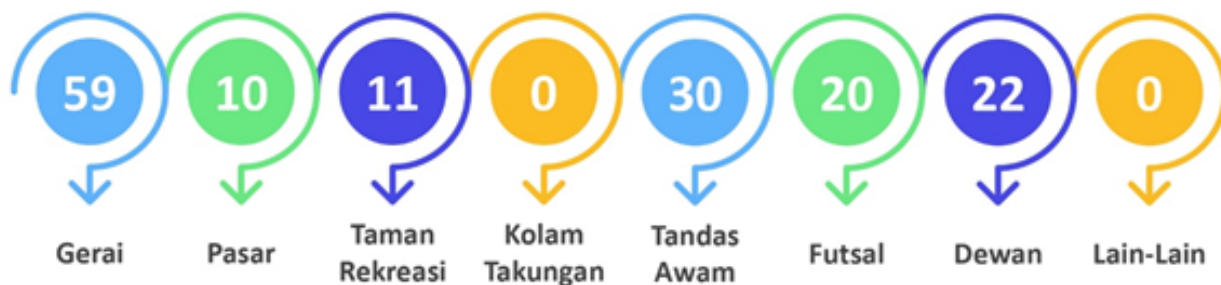 59 10 11 0 30 20 22 0
Gerai
Pasar
Taman
Rekreasi
Kolam
Takungan
Tandas
Awam
Futsal
Dewan
Lain-Lain